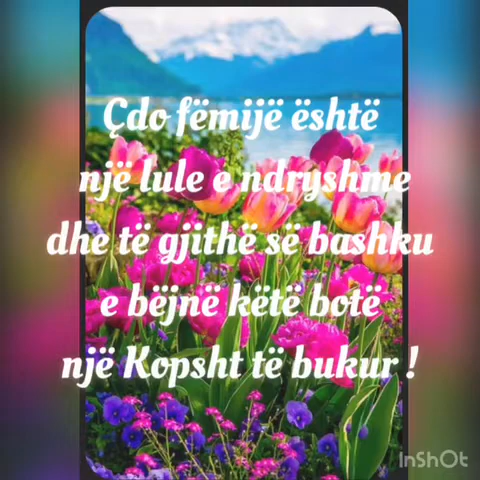 Çdo fëmijë është
një lule e ndryshme
dhe të gjithë së bashku
e bëjnë këtë botë
një Kopsht të bukur !
InShOt